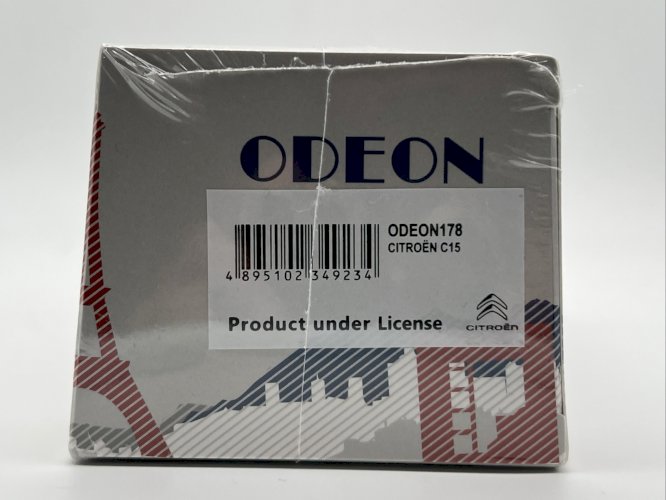 ODEON
ODEON178
CITROËN C15
4 895102 349234
Product under License
CITROËN